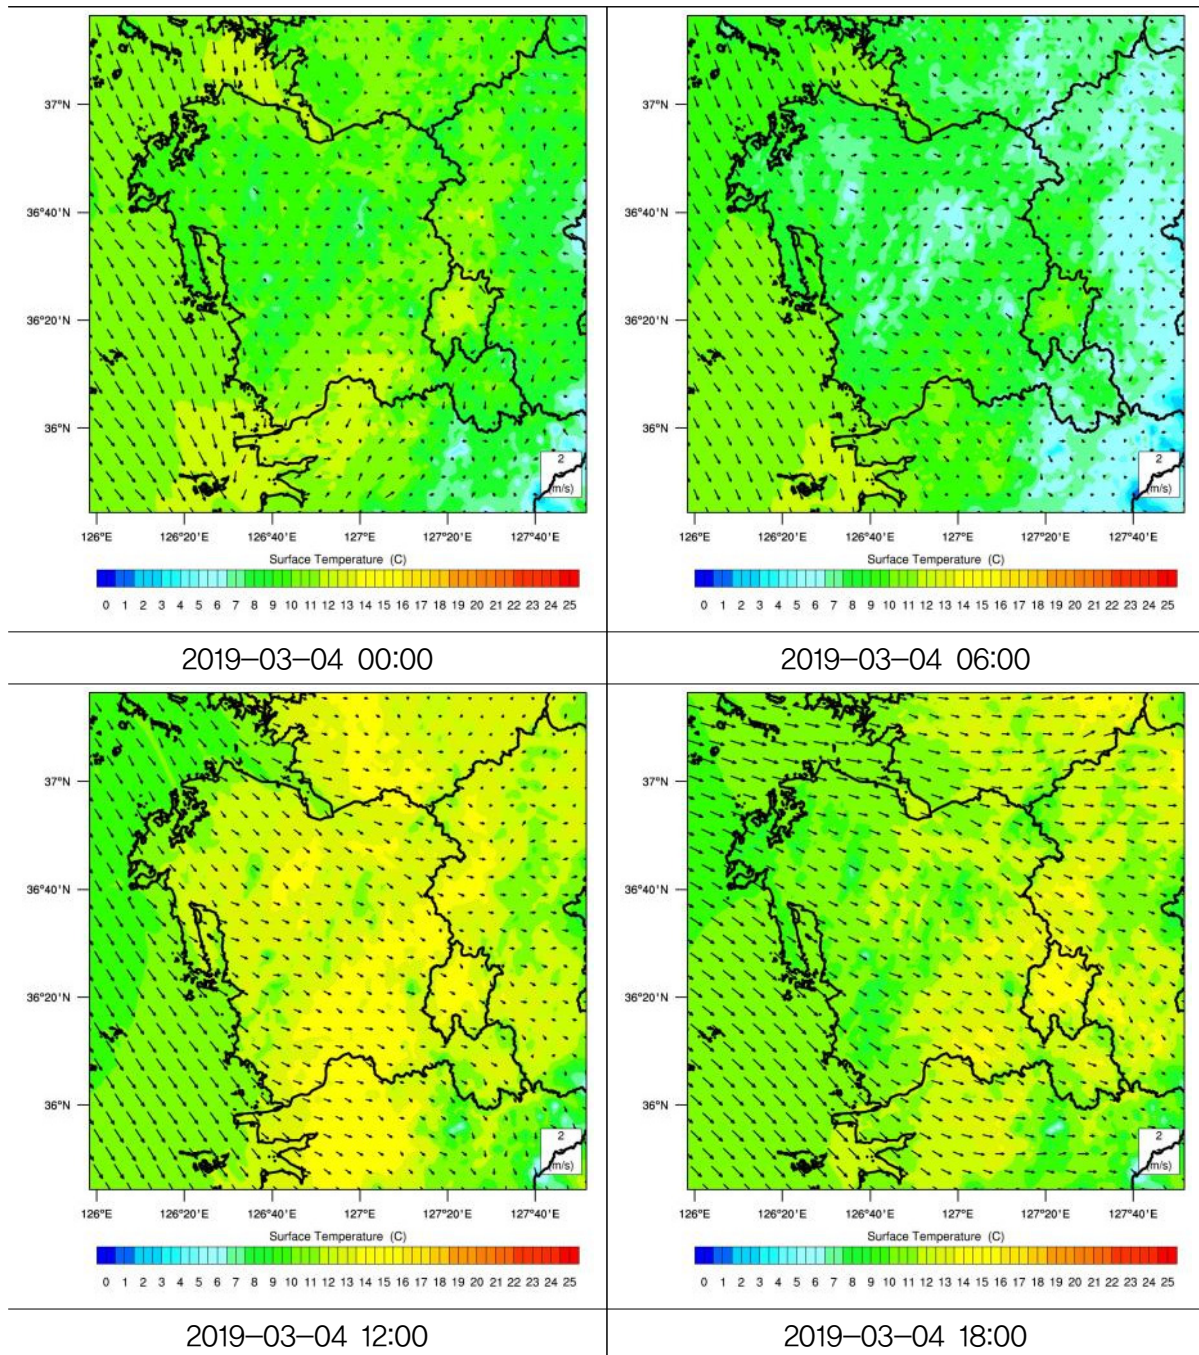 37°N
36°40'N
36°20'N
36°N
2
(m/s)
126°E 126°20'E 126°40'E 127°E 127°20'E 127°40'E
Surface Temperature (C)
0 1 2 3 4 5 6 7 8 9 10 11 12 13 14 15 16 17 19 20 21 22 23 24 25
37°N
36°40'N
36°20'N
36°N
2
(m/s)
126°E 126°20'E 126°40'E 127°E 127°20'E 127°40'E
Surface Temperature (C)
0 1 2 3 4 5 6 7 8 9 10 11 12 13 14 15 16 17 19 20 21 22 23 24 25
2019-03-04 00:00
2019-03-04 06:00
37°N
36°40'N
36°20'N
36°N
2
(m/s)
126°E 126°20'E 126°40'E 127°E 127°20'E 127°40'E
Surface Temperature (C)
0 1 2 3 4 5 6 7 8 9 10 11 12 13 14 15 16 17 19 20 21 22 23 24 25
37°N
36°40'N
36°20'N
36°N
2
(m/s)
126°E 126°20'E 126°40'E 127°E 127°20'E 127°40'E
Surface Temperature (C)
0 1 2 3 4 5 6 7 8 9 10 11 12 13 14 15 16 17 19 20 21 22 23 24 25
2019-03-04 12:00
2019-03-04 18:00